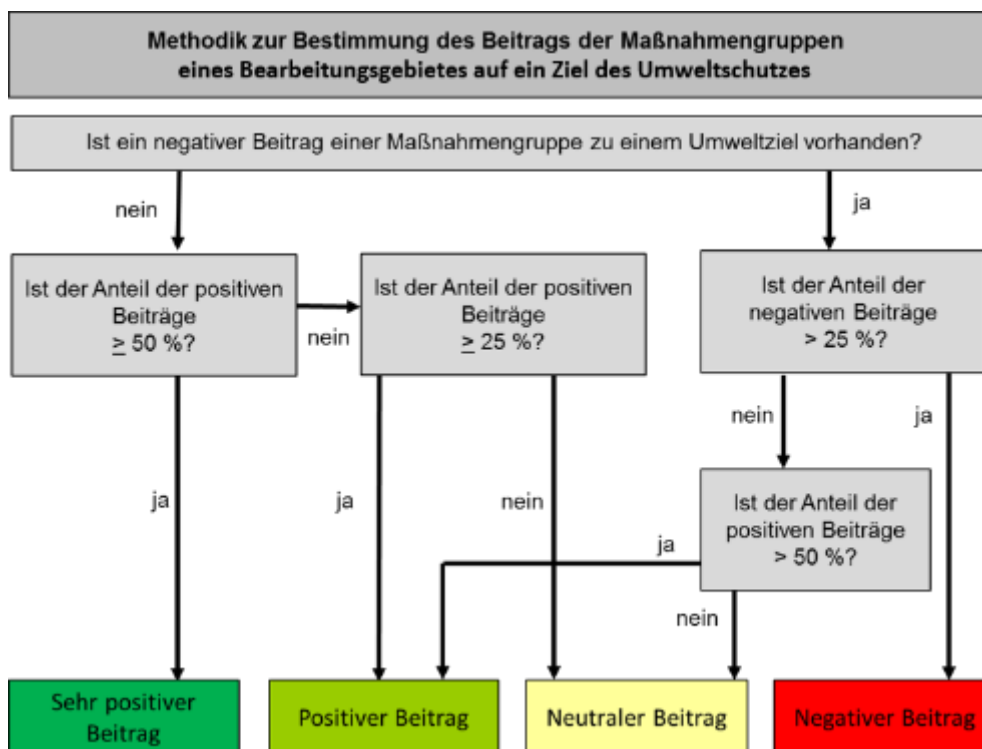 Methodik zur Bestimmung des Beitrags der Maßnahmengruppen
eines Bearbeitungsgebietes auf ein Ziel des Umweltschutzes
Ist ein negativer Beitrag einer Maßnahmengruppe zu einem Umweltziel vorhanden?
nein
ja
Ist der Anteil der positiven
Beiträge
≥ 50 %?
nein
Ist der Anteil der positiven
Beiträge
≥ 25 %?
Ist der Anteil der
negativen Beiträge
> 25 %?
nein
ja
ja
ja
nein
Ist der Anteil der
positiven Beiträge
> 50 %?
ja
nein
Sehr positiver
Beitrag
Positiver Beitrag
Neutraler Beitrag
Negativer Beitrag